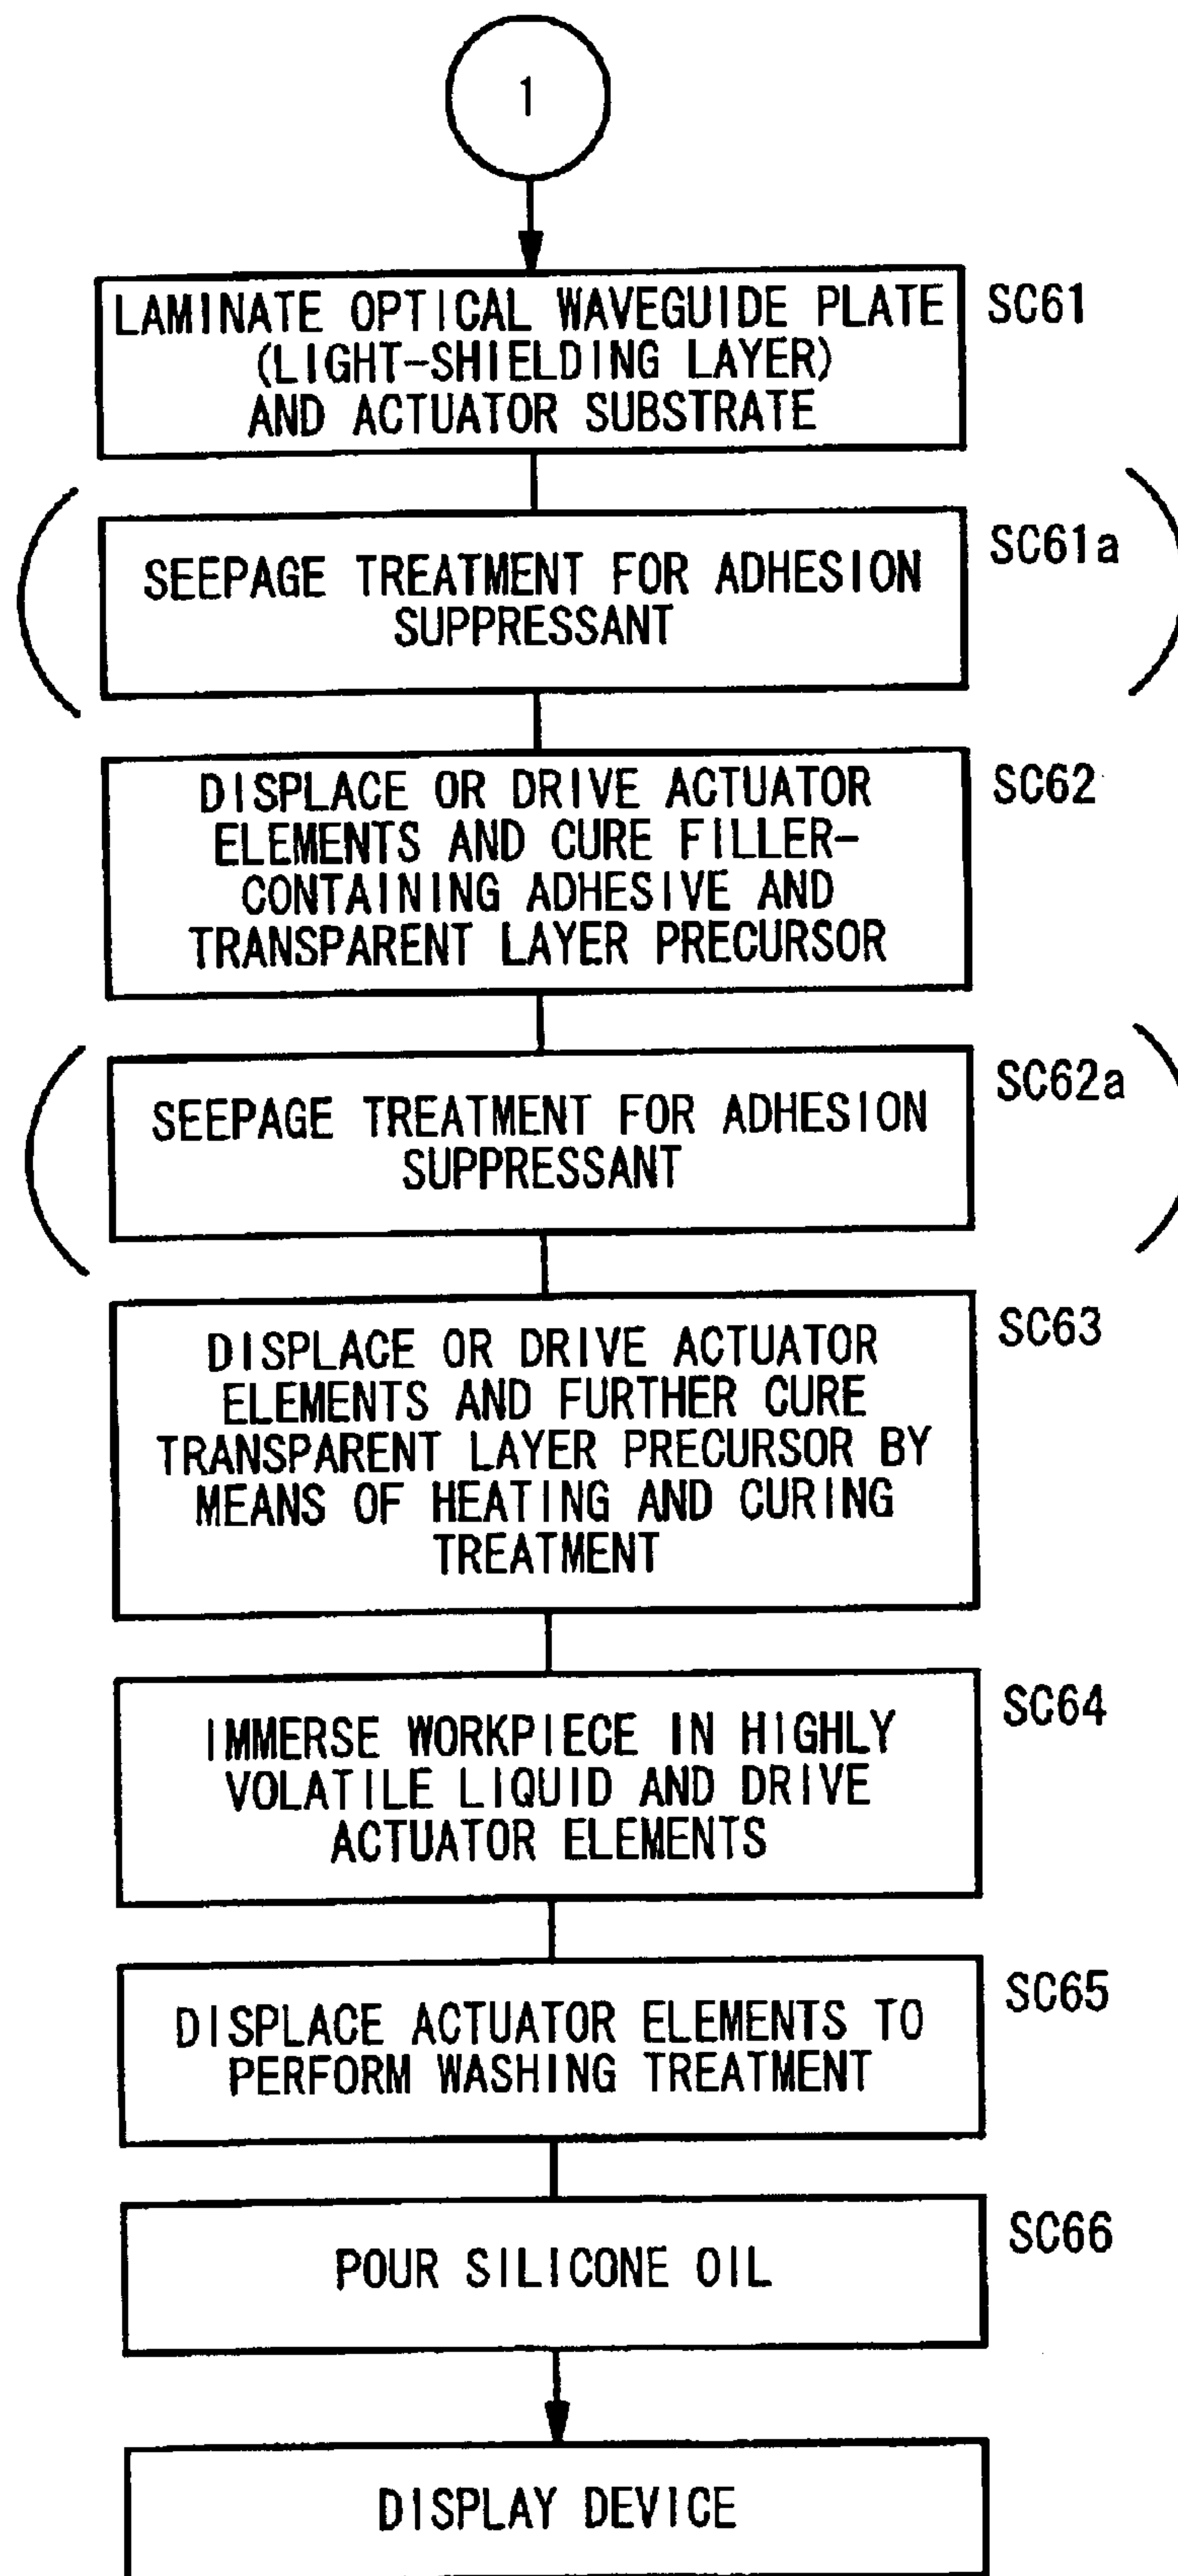 1
LAMINATE OPTICAL WAVEGUIDE PLATE
(LIGHT-SHIELDING LAYER)
AND ACTUATOR SUBSTRATE
SC61
SEEPAGE TREATMENT FOR ADHESION
SUPPRESSANT
SC61a
DISPLACE OR DRIVE ACTUATOR
ELEMENTS AND CURE FILLER-
CONTAINING ADHESIVE AND
TRANSPARENT LAYER PRECURSOR
SC62
SEEPAGE TREATMENT FOR ADHESION
SUPPRESSANT
SC62a
DISPLACE OR DRIVE ACTUATOR
ELEMENTS AND FURTHER CURE
TRANSPARENT LAYER PRECURSOR BY
MEANS OF HEATING AND CURING
TREATMENT
SC63
IMMERSE WORKPIECE IN HIGHLY
VOLATILE LIQUID AND DRIVE
ACTUATOR ELEMENTS
SC64
DISPLACE ACTUATOR ELEMENTS TO
PERFORM WASHING TREATMENT
SC65
POUR SILICONE OIL
SC66
DISPLAY DEVICE